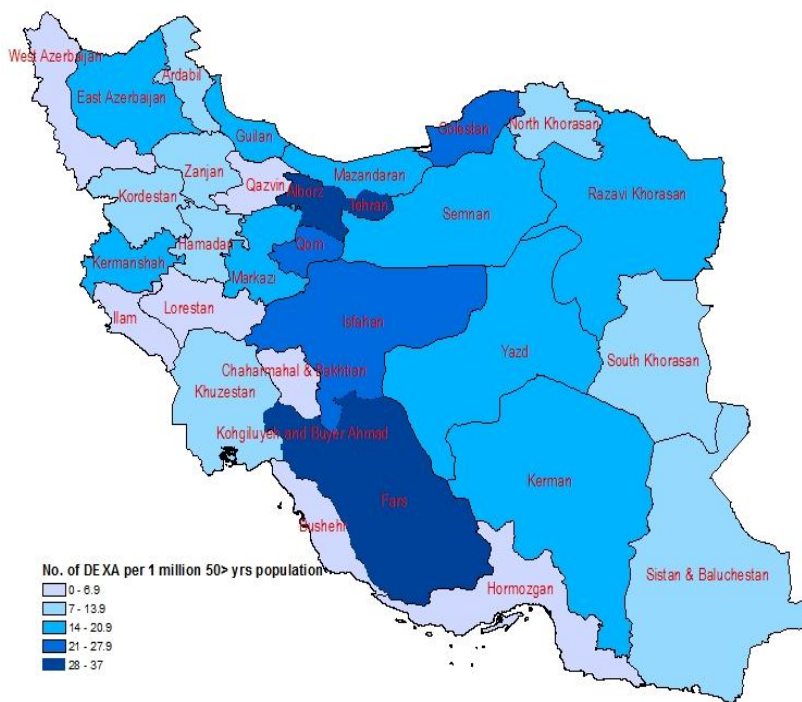 West Azerbaijan
Ardabil
East Azerbaijan
Guilan
Golestan
North Khorasan
Zanjan
Mazandaran
Qazvin
Alborz
Tehran
Razavi Khorasan
Kordestan
Semnan
Hamadan
Qom
Kermanshah
Markazi
Ilam
Lorestan
Isfahan
Yazd
South Khorasan
Chaharmahal & Bakhtiari
Khuzestan
Kohgiluyeh and Buyer Ahmad
Kerman
Fars
Bushehr
Sistan & Baluchestan
Hormozgan
No. of DEXA per 1 million 50> yrs population
0 - 6.9
7 - 13.9
14 - 20.9
21 - 27.9
28 - 37